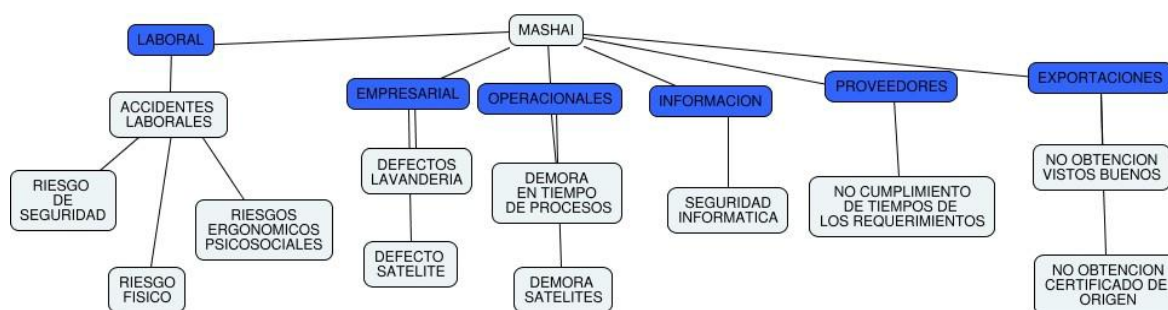 MASHAI
LABORAL
EMPRESARIAL
OPERACIONALES
INFORMACION
PROVEEDORES
EXPORTACIONES
ACCIDENTES
LABORALES
RIESGO
DE
SEGURIDAD
RIESGO
FISICO
RIESGOS
ERGONOMICOS
PSICOSOCIALES
DEFECTOS
LAVANDERIA
DEFECTO
SATELITE
DEMORA
EN TIEMPO
DE PROCESOS
DEMORA
SATELITES
SEGURIDAD
INFORMATICA
NO CUMPLIMIENTO
DE TIEMPOS DE
LOS REQUERIMIENTOS
NO OBTENCION
VISTOS BUENOS
NO OBTENCION
CERTIFICADO DE
ORIGEN